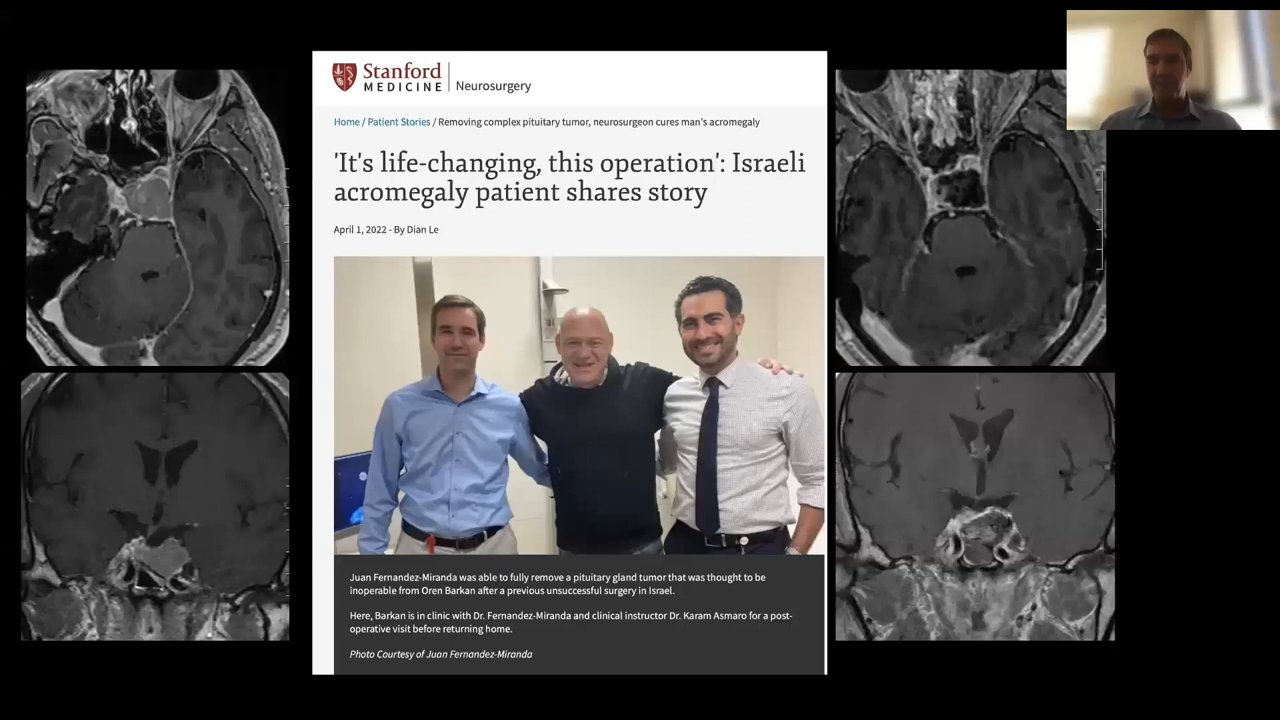 Stanford
MEDICINE
Neurosurgery
Home / Patient Stories / Removing complex pituitary tumor, neurosurgeon cures man's acromegaly
'It's life-changing, this operation': Israeli
acromegaly patient shares story
April 1, 2022 - By Dian Le
Juan Fernandez-Miranda was able to fully remove a pituitary gland tumor that was thought to be
inoperable from Oren Barkan after a previous unsuccessful surgery in Israel.
Here, Barkan is in clinic with Dr. Fernandez-Miranda and clinical instructor Dr. Karam Asmaro for a post-
operative visit before returning home.
Photo Courtesy of Juan Fernandez-Miranda